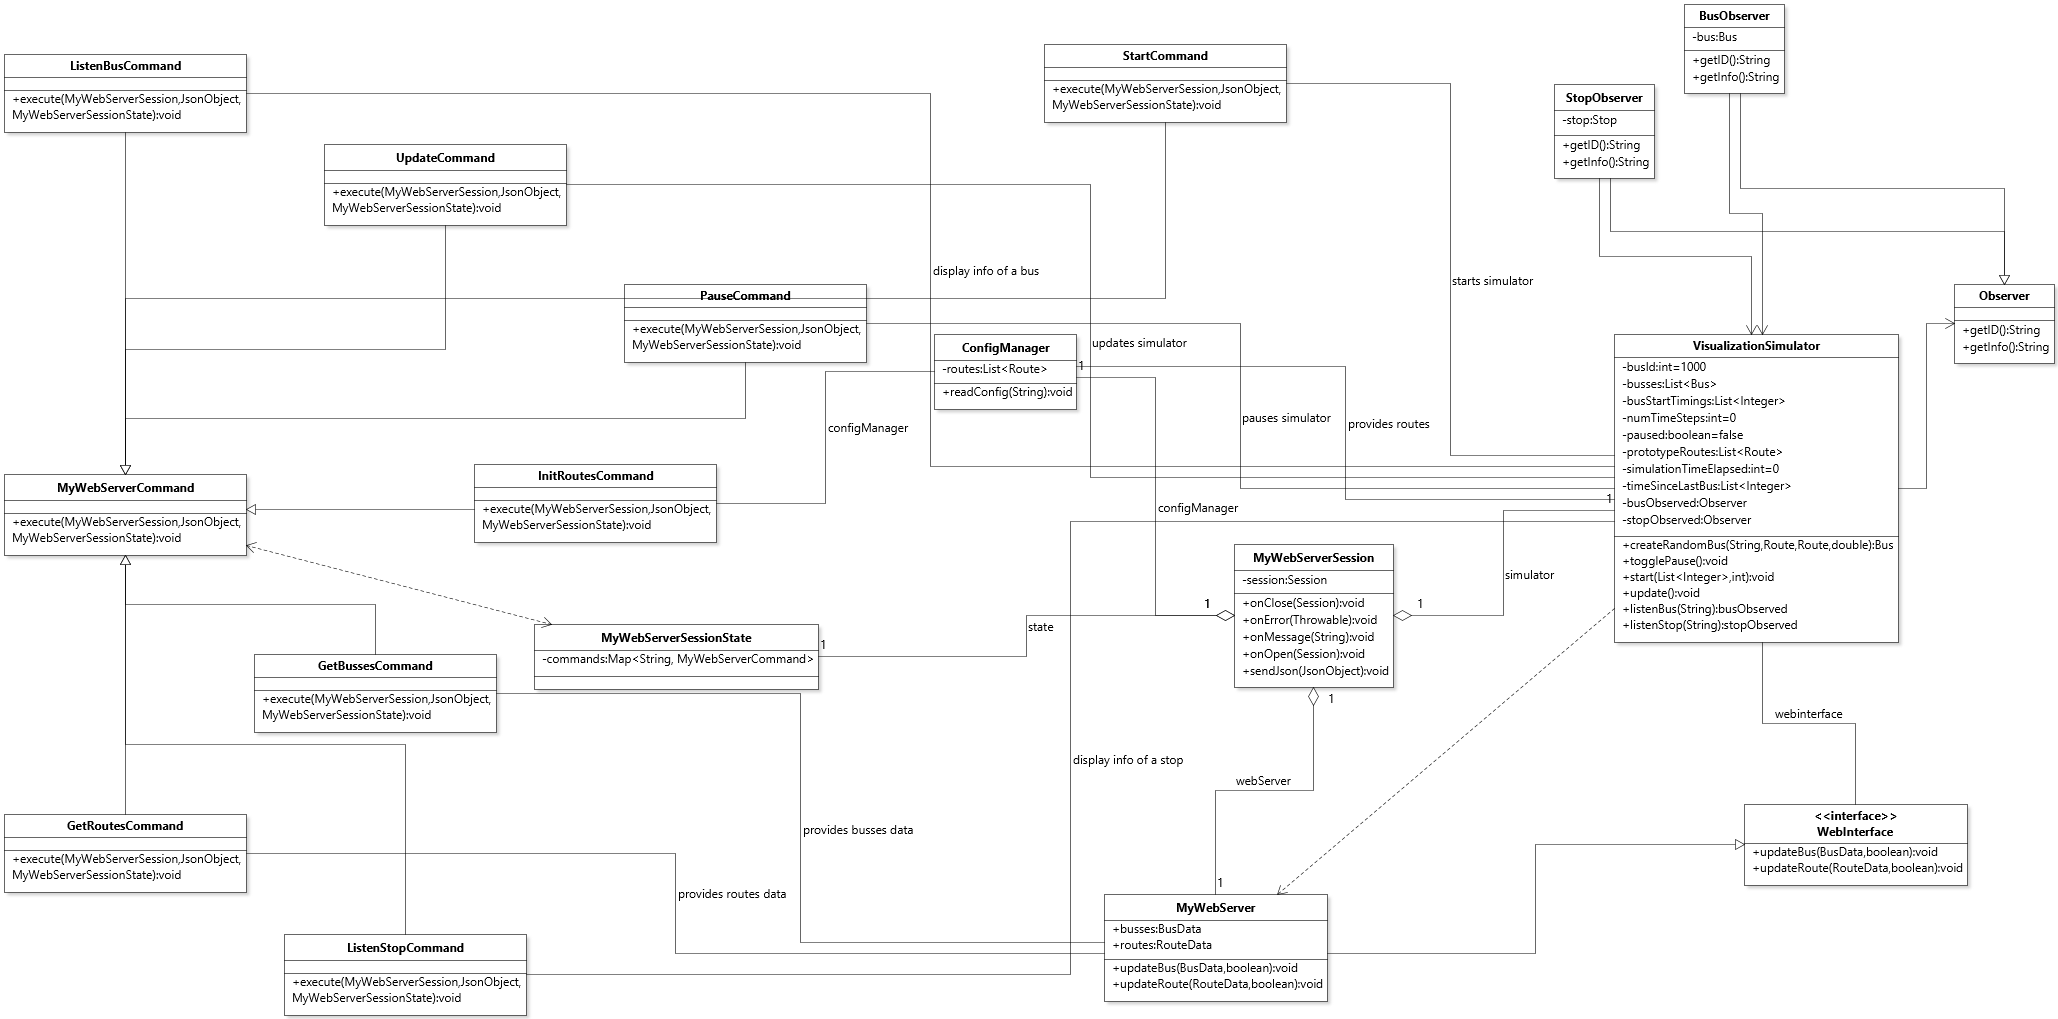 BusObserver
-bus:Bus
+getID():String
+getInfo():String
StartCommand
+execute(MyWebServerSession,JsonObject,
MyWebServerSessionState):void
ListenBusCommand
+execute(MyWebServerSession,JsonObject,
MyWebServerSessionState):void
StopObserver
-stop:Stop
+getID():String
+getInfo():String
UpdateCommand
+execute(MyWebServerSession,JsonObject,
MyWebServerSessionState):void
display info of a bus
starts simulator
PauseCommand
+execute(MyWebServerSession,JsonObject,
MyWebServerSessionState):void
Observer
+getID():String
+getInfo():String
updates simulator
ConfigManager
-routes:List<Route>
+readConfig(String):void
1
VisualizationSimulator
-busId:int=1000
-busses:List<Bus>
-busStartTimings:List<Integer>
-numTimeSteps:int=0
-paused:boolean=false
-prototypeRoutes:List<Route>
-simulationTimeElapsed:int=0
-timeSinceLastBus:List<Integer>
-busObserved:Observer
-stopObserved:Observer
+createRandomBus(String,Route,Route,double):Bus
+togglePause():void
+start(List<Integer>,int):void
+update():void
+listenBus(String):busObserved
+listenStop(String):stopObserved
configManager
pauses simulator
provides routes
MyWebServerCommand
+execute(MyWebServerSession,JsonObject,
MyWebServerSessionState):void
InitRoutesCommand
+execute(MyWebServerSession,JsonObject,
MyWebServerSessionState):void
configManager
1
MyWebServerSession
-session:Session
+onClose(Session):void
+onError(Throwable):void
+onMessage(String):void
+onOpen(Session):void
+sendJson(JsonObject):void
simulator
1
1
state
MyWebServerSessionState
-commands:Map<String, MyWebServerCommand>
1
GetBussesCommand
+execute(MyWebServerSession,JsonObject,
MyWebServerSessionState):void
1
webinterface
display info of a stop
webServer
provides busses data
GetRoutesCommand
+execute(MyWebServerSession,JsonObject,
MyWebServerSessionState):void
<<interface>>
WebInterface
+updateBus(BusData,boolean):void
+updateRoute(RouteData,boolean):void
provides routes data
1
MyWebServer
+busses:BusData
+routes:RouteData
+updateBus(BusData,boolean):void
+updateRoute(RouteData,boolean):void
ListenStopCommand
+execute(MyWebServerSession,JsonObject,
MyWebServerSessionState):void